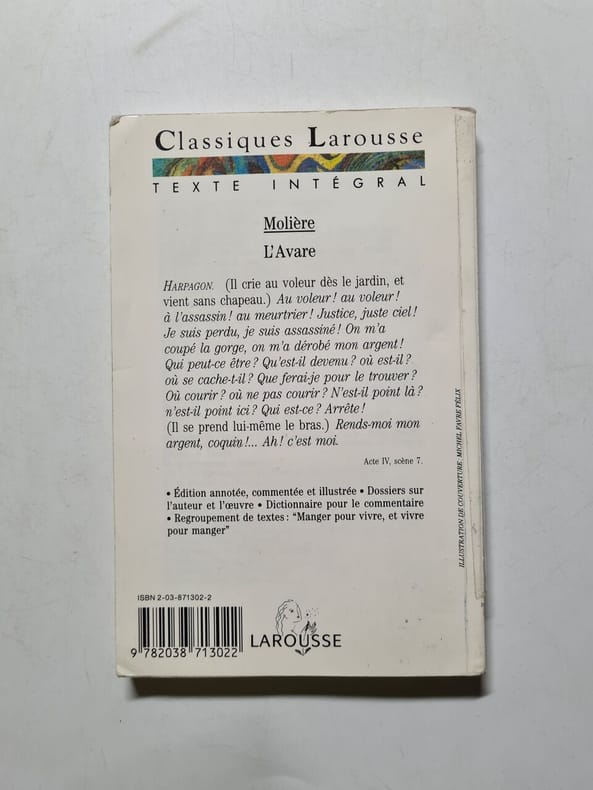 Classiques Larousse
TEXTE INTÉGRAL
Molière
L'Avare
HARPAGON. (Il crie au voleur dès le jardin, et
vient sans chapeau.) Au voleur! au voleur!
à l'assassin! au meurtrier! Justice, juste ciel!
Je suis perdu, je suis assassiné! On m'a
coupé la gorge, on m'a dérobé mon argent!
Qui peut-ce être? Qu'est-il devenu? où est-il?
où se cache-t-il? Que ferai-je pour le trouver?
Où courir? où ne pas courir? N'est-il point là?
n'est-il point ici? Qui est-ce? Arrête!
(Il se prend lui-même le bras.) Rends-moi mon
argent, coquin!... Ah! c'est moi.
Acte IV, scène 7.
• Édition annotée, commentée et illustrée • Dossiers sur
l'auteur et l'œuvre • Dictionnaire pour le commentaire
• Regroupement de textes: "Manger pour vivre, et vivre
pour manger"
ILLUSTRATION DE COUVERTURE: MICHEL FAVRE FÉLIX
ISBN 2-03-871302-2
9 782038 713022
LAROUSSE